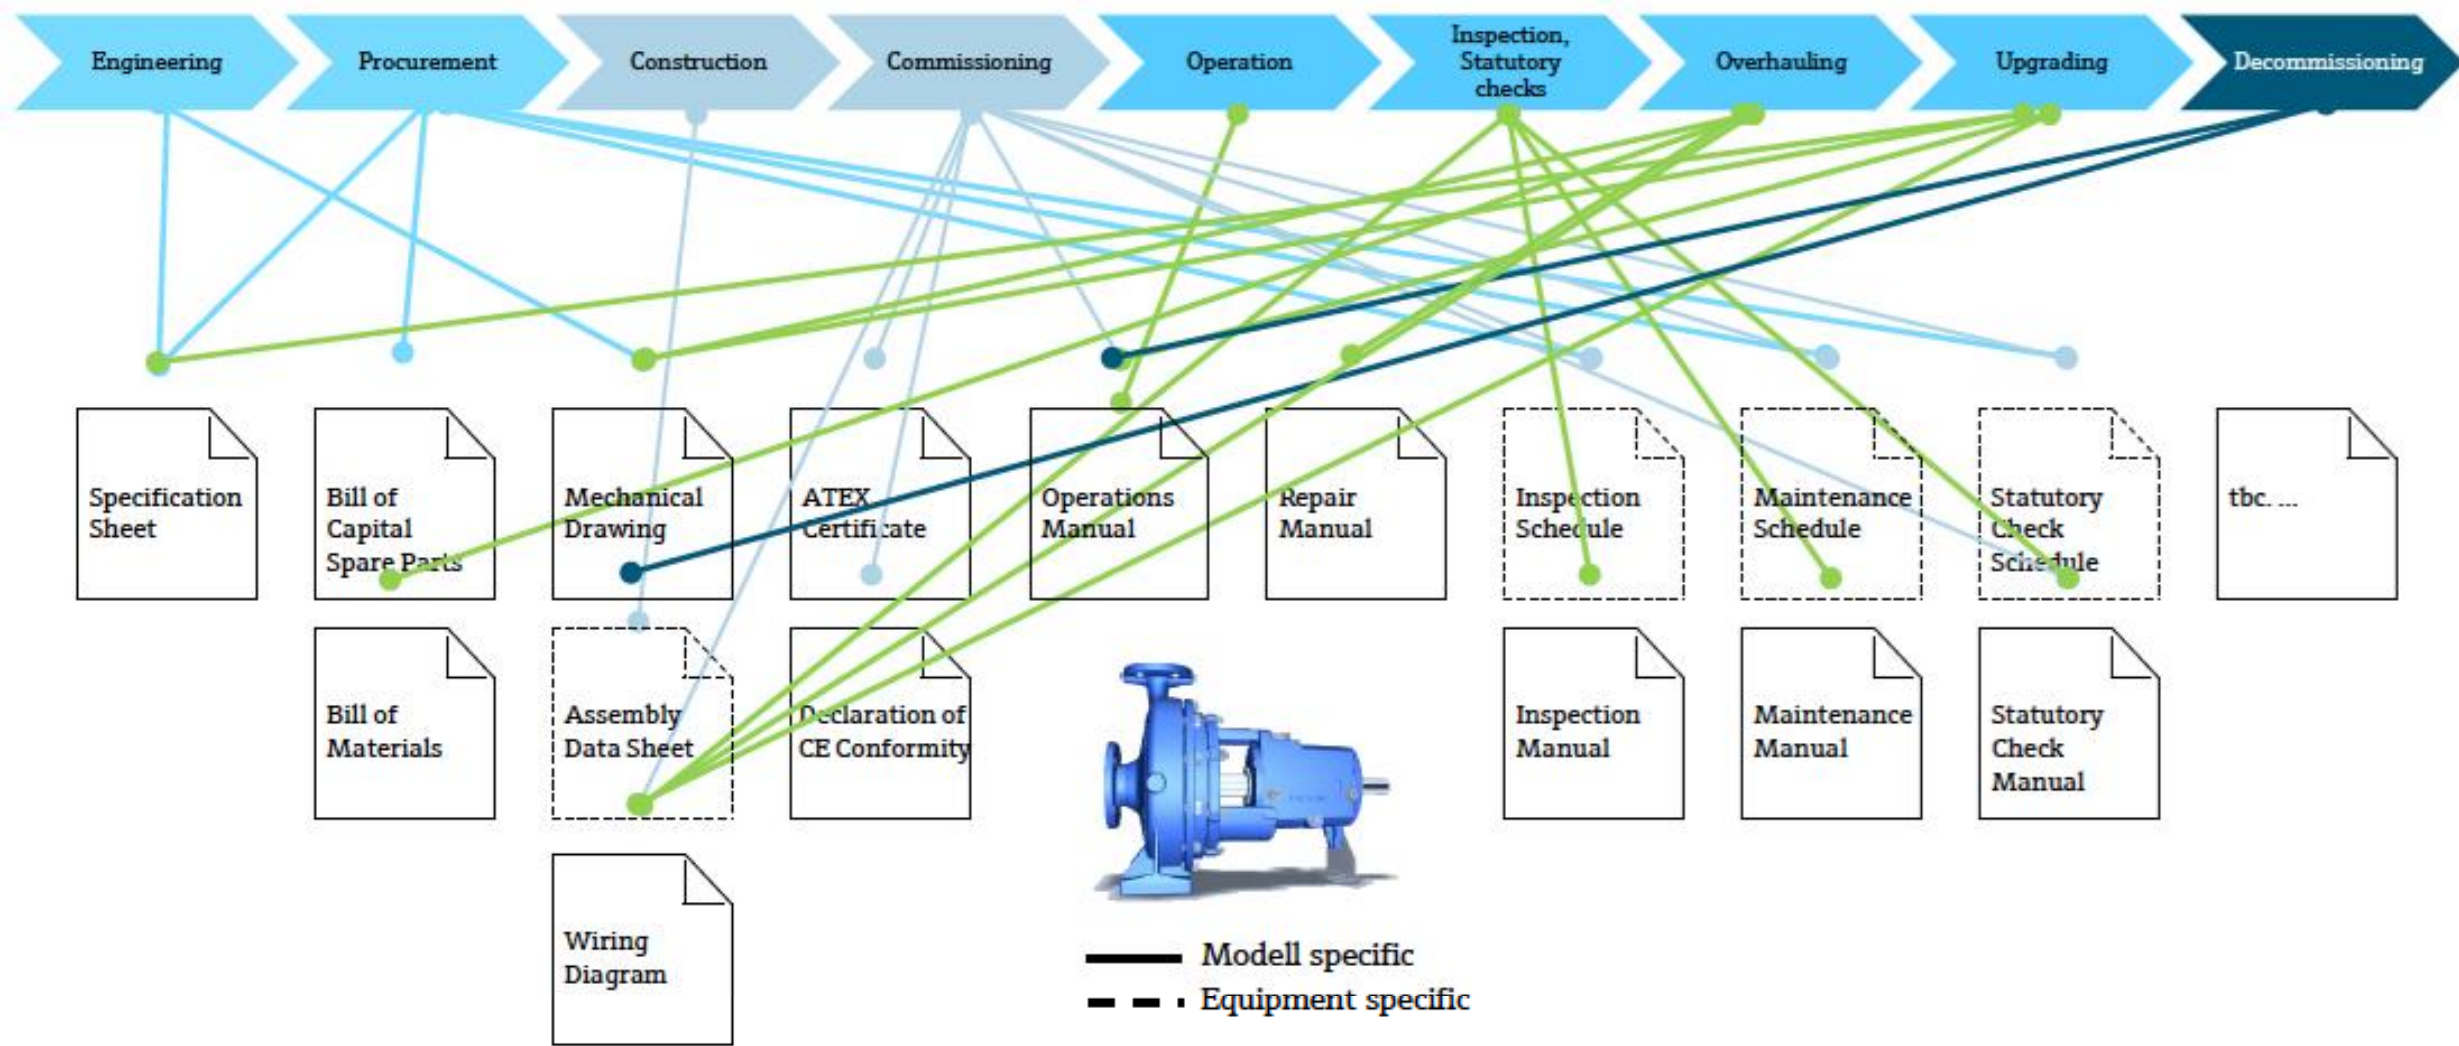 Engineering
Procurement
Construction
Commissioning
Operation
Inspection,
Statutory
checks
Overhauling
Upgrading
Decommissioning
Specification
Sheet
Bill of
Capital
Spare Parts
Mechanical
Drawing
ATEX
Certificate
Operations
Manual
Repair
Manual
Inspection
Schedule
Maintenance
Schedule
Statutory
Check
Schedule
tbc. ...
Bill of
Materials
Assembly
Data Sheet
Declaration of
CE Conformity
Inspection
Manual
Maintenance
Manual
Statutory
Check
Manual
Wiring
Diagram
Modell specific
Equipment specific